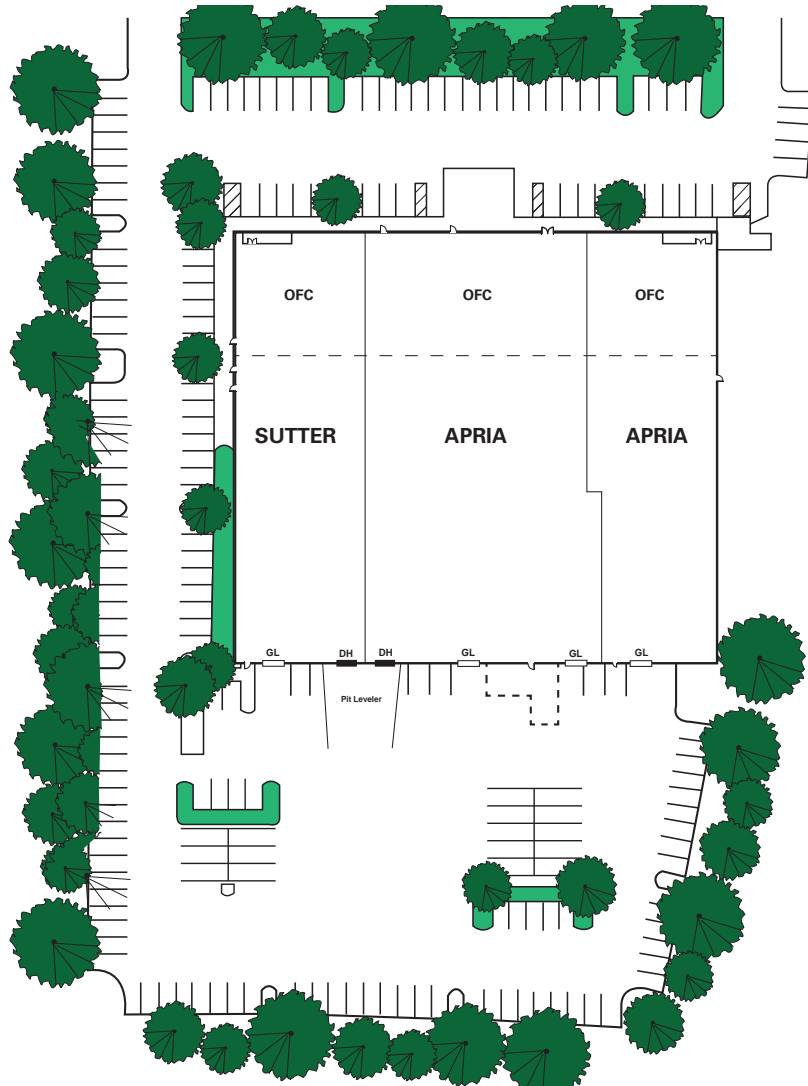 OFC
OFC
OFC
SUTTER
APRIA
APRIA
GL
DH
DH
GL
GL
GL
Pit Leveler